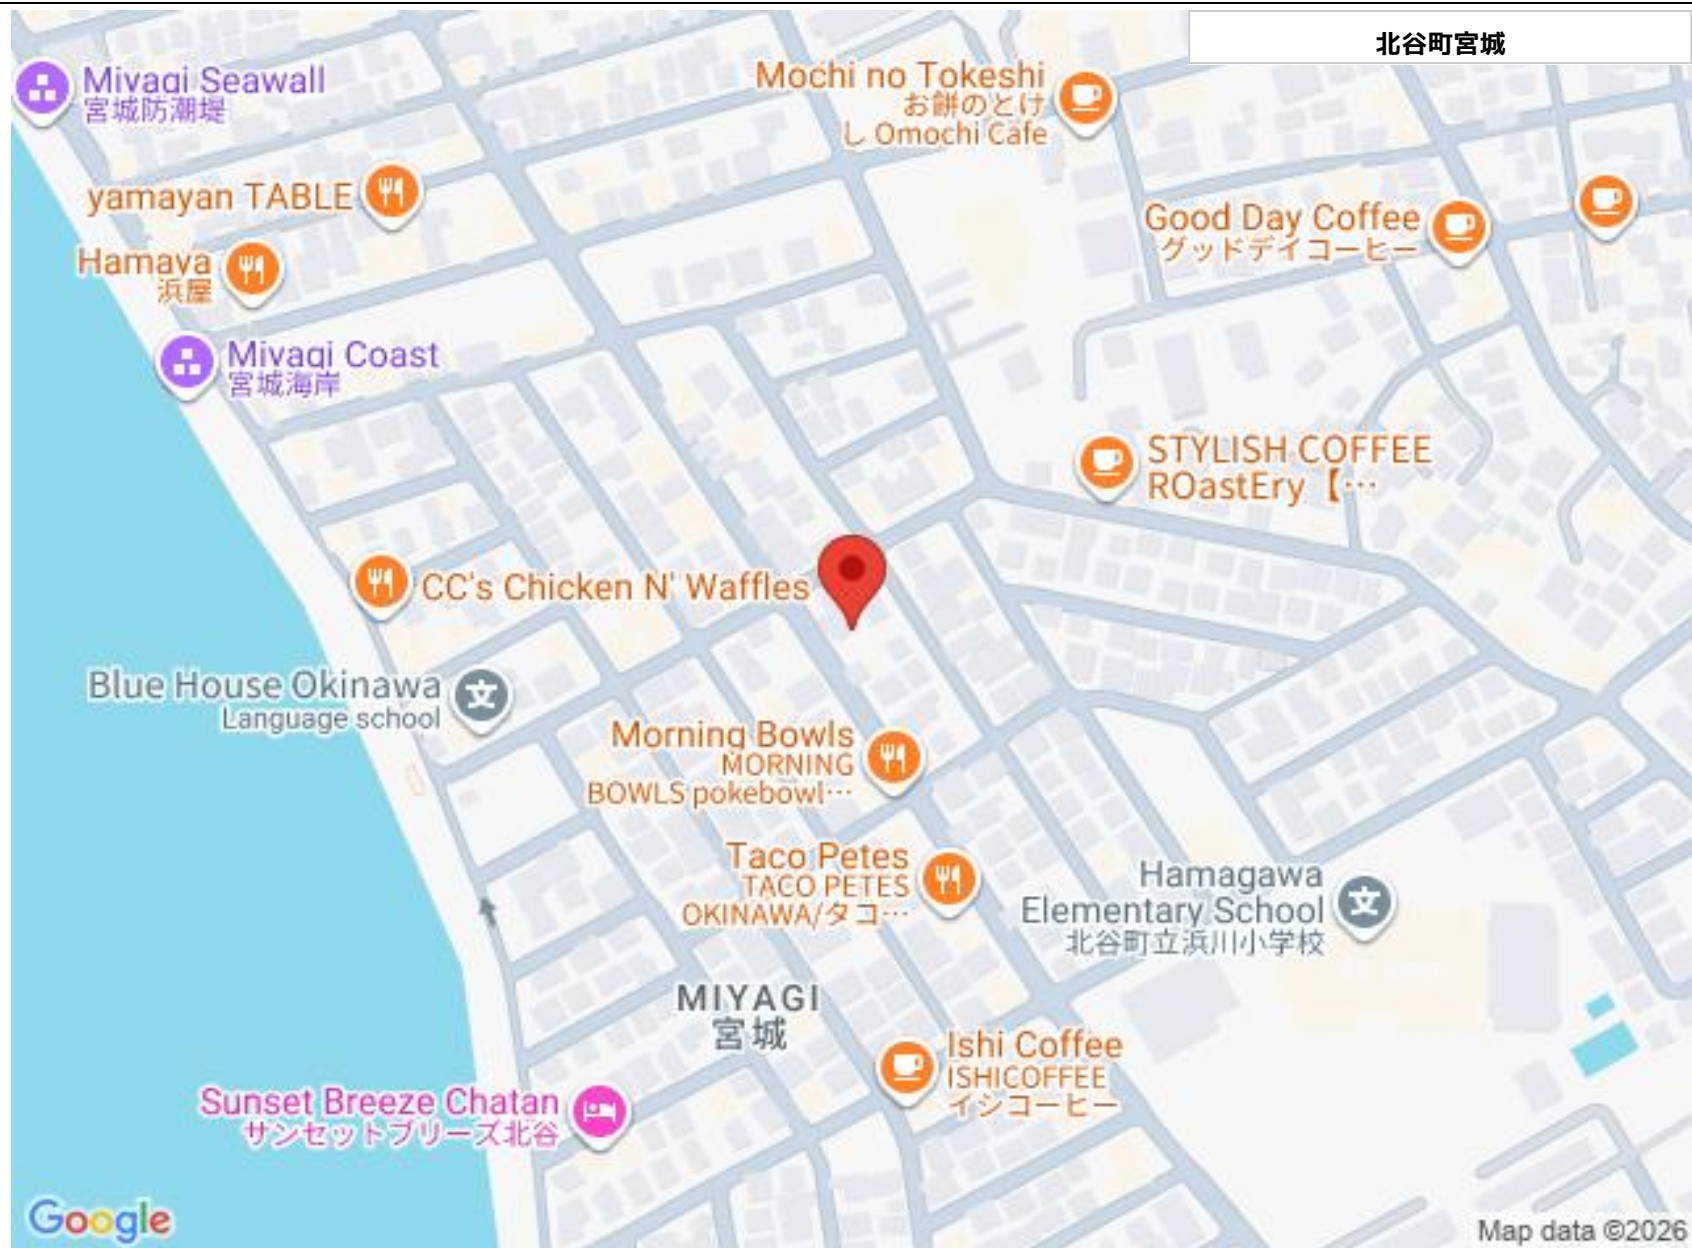 北谷町宮城
Miyagi Seawall
宮城防潮堤
Mochi no Tokeshi
お餅のとけ
し Omochi Cafe
yamayan TABLE
Good Day Coffee
グッドデイコーヒー
Hamaya
浜屋
Miyagi Coast
宮城海岸
STYLISH COFFEE
ROastEry【…
CC's Chicken N' Waffles
Blue House Okinawa
Language school
Morning Bowls
MORNING
BOWLS pokebowl…
Taco Petes
TACO PETES
OKINAWA/タコ…
Hamagawa
Elementary School
北谷町立浜川小学校
MIYAGI
宮城
Ishi Coffee
ISHICOFFEE
イシコーヒー
Sunset Breeze Chatan
サンセットブリーズ北谷
Google
Map data ©2026